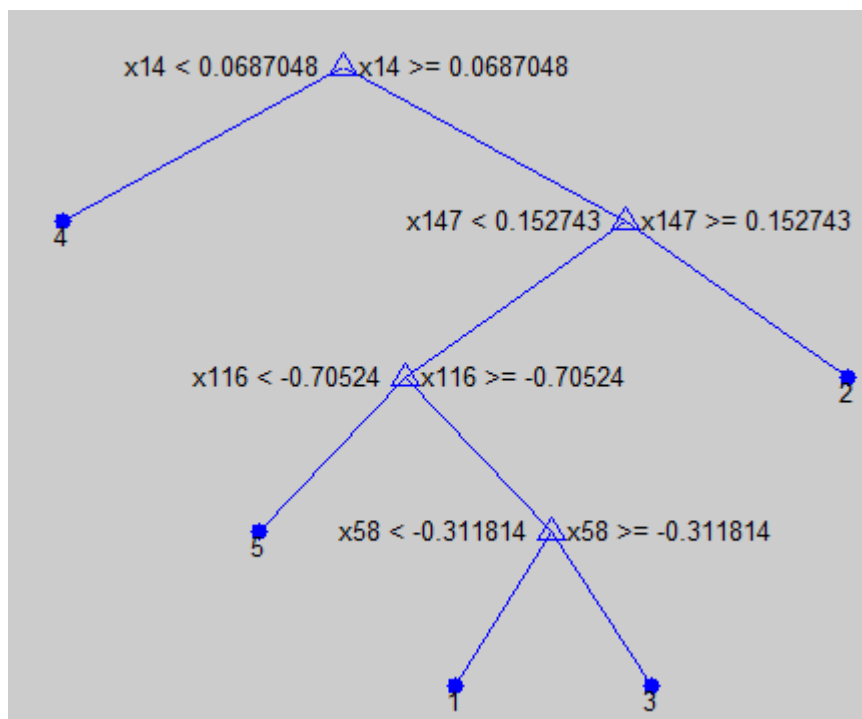 x14 < 0.0687048 x14 >= 0.0687048
4
x147 < 0.152743 x147 >= 0.152743
x116 < -0.70524 x116 >= -0.70524
2
5
x58 < -0.311814 x58 >= -0.311814
1
3